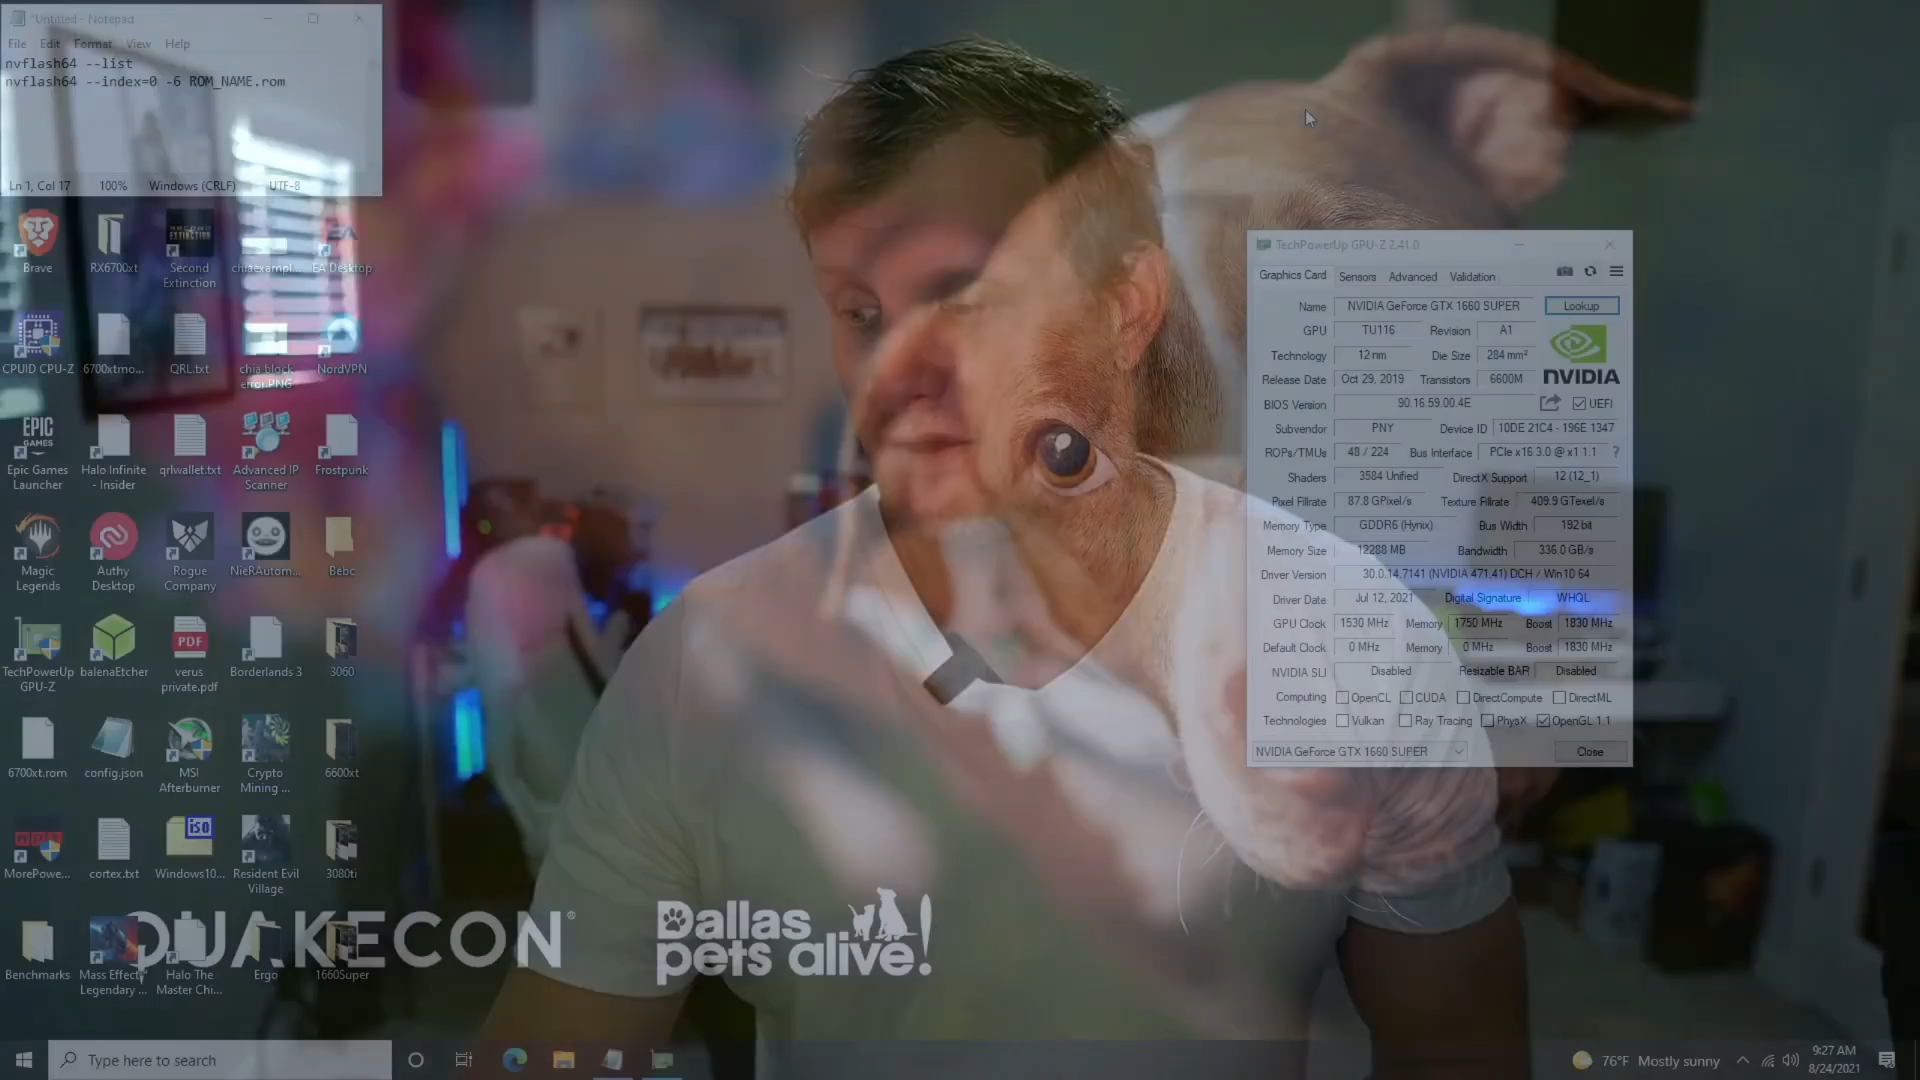 *Untitled - Notepad
File Edit Format View Help
nvflash64 --list
nvflash64 --index=0 -6 ROM_NAME.rom
Ln 1, Col 17 100% Windows (CRLF) UTF-8
Brave
RX6700xt
Second Extinction
chiaexampl...
EA Desktop
CPUID CPU-Z
6700xtmo...
QRL.txt
chia block error.PNG
NordVPN
EPIC GAMES
Epic Games Launcher
Halo Infinite - Insider
qrlwallet.txt
Advanced IP Scanner
Frostpunk
Magic Legends
Authy Desktop
Rogue Company
NieRAutom...
Bebc
PDF
TechPowerUp GPU-Z
balenaEtcher
verus private.pdf
Borderlands 3
3060
6700xt.rom
config.json
MSI Afterburner
Crypto Mining ...
6600xt
iso
MorePowe...
cortex.txt
Windows10...
Resident Evil Village
3080ti
Benchmarks
Mass Effect Legendary ...
Halo The Master Chi...
Ergo
1660Super
QUAKECON®
Dallas
pets alive!
TechPowerUp GPU-Z 2.41.0
Graphics Card Sensors Advanced Validation
Name NVIDIA GeForce GTX 1660 SUPER Lookup
GPU TU116 Revision A1
Technology 12 nm Die Size 284 mm²
Release Date Oct 29, 2019 Transistors 6600M
NVIDIA
BIOS Version 90.16.59.00.4E UEFI
Subvendor PNY Device ID 10DE 21C4 - 196E 1347
ROPs/TMUs 48 / 224 Bus Interface PCIe x16 3.0 @ x1 1.1 ?
Shaders 3584 Unified DirectX Support 12 (12_1)
Pixel Fillrate 87.8 GPixel/s Texture Fillrate 409.9 GTexel/s
Memory Type GDDR6 (Hynix) Bus Width 192 bit
Memory Size 12288 MB Bandwidth 336.0 GB/s
Driver Version 30.0.14.7141 (NVIDIA 471.41) DCH / Win10 64
Driver Date Jul 12, 2021 Digital Signature WHQL
GPU Clock 1530 MHz Memory 1750 MHz Boost 1830 MHz
Default Clock 0 MHz Memory 0 MHz Boost 1830 MHz
NVIDIA SLI Disabled Resizable BAR Disabled
Computing OpenCL CUDA DirectCompute DirectML
Technologies Vulkan Ray Tracing PhysX OpenGL 1.1
NVIDIA GeForce GTX 1660 SUPER Close
Type here to search
76°F Mostly sunny
9:27 AM
8/24/2021